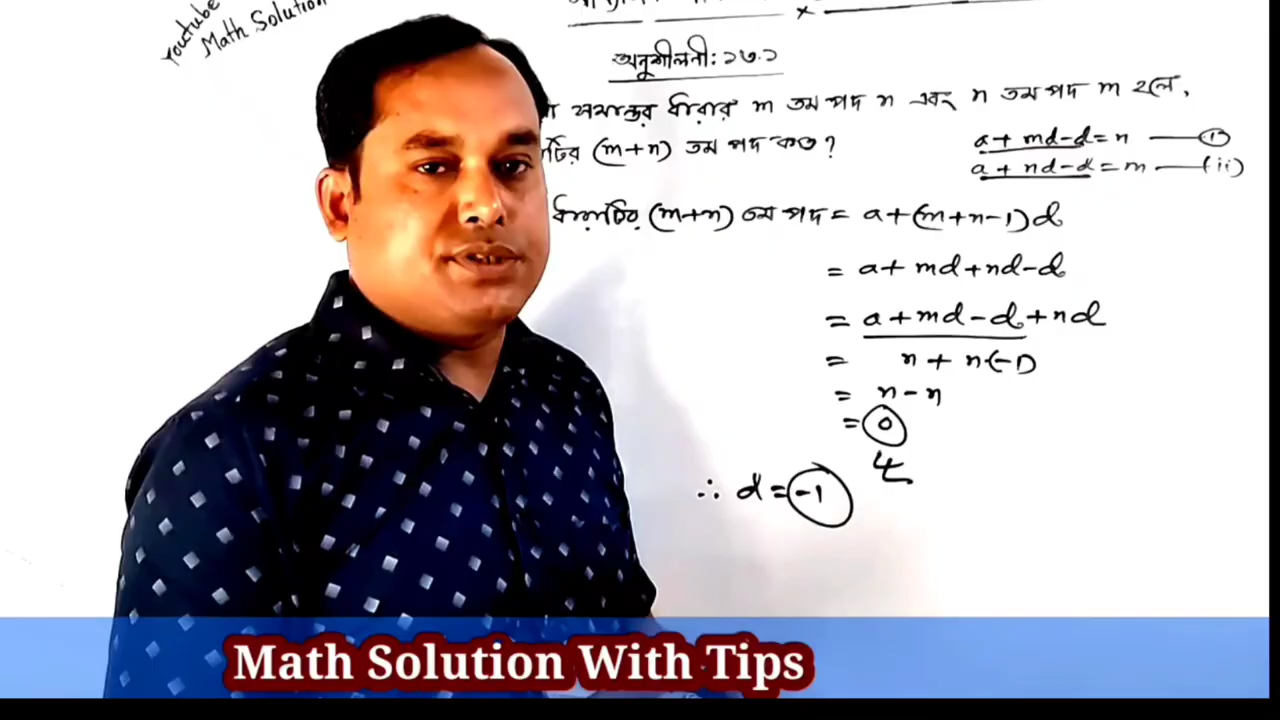 Youtube
Math Solution
অনুশীলনী: ১৩.১
সমান্তর ধারার m তম পদ n এবং n তম পদ m হলে,
(m+n) তম পদ কত?
a + md-d = n —— (i)
a + nd-d = m —— (ii)
ধারাটির (m+n) তম পদ = a+(m+n-1)d
= a+ md+nd-d
= a+md-d+nd
= n + n(-1)
= n-n
= 0
∴ d = -1
Math Solution With Tips